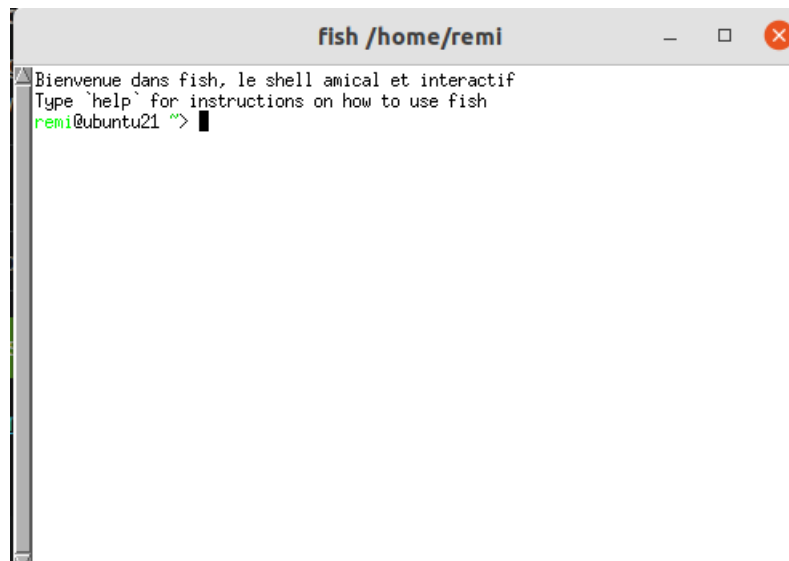 fish /home/remi
Bienvenue dans fish, le shell amical et interactif
Type `help` for instructions on how to use fish
remi@ubuntu21 ~>